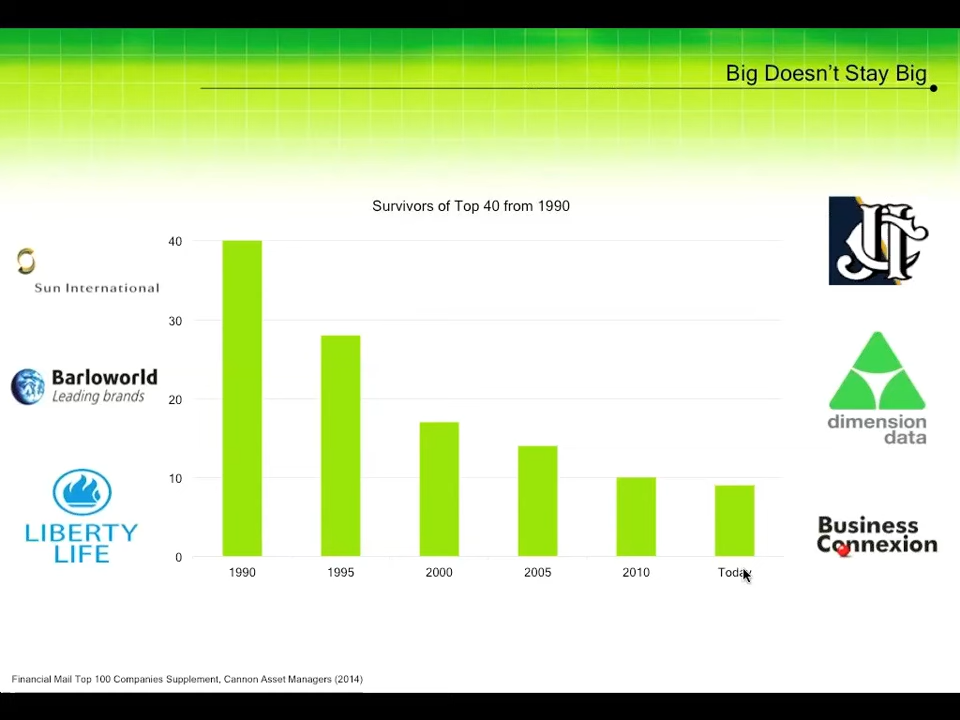 Big Doesn't Stay Big
Survivors of Top 40 from 1990
40
30
20
10
0
1990 1995 2000 2005 2010 Today
Sun International
Barloworld
Leading brands
LIBERTY
LIFE
dimension
data
Business
Connexion
Financial Mail Top 100 Companies Supplement, Cannon Asset Managers (2014)